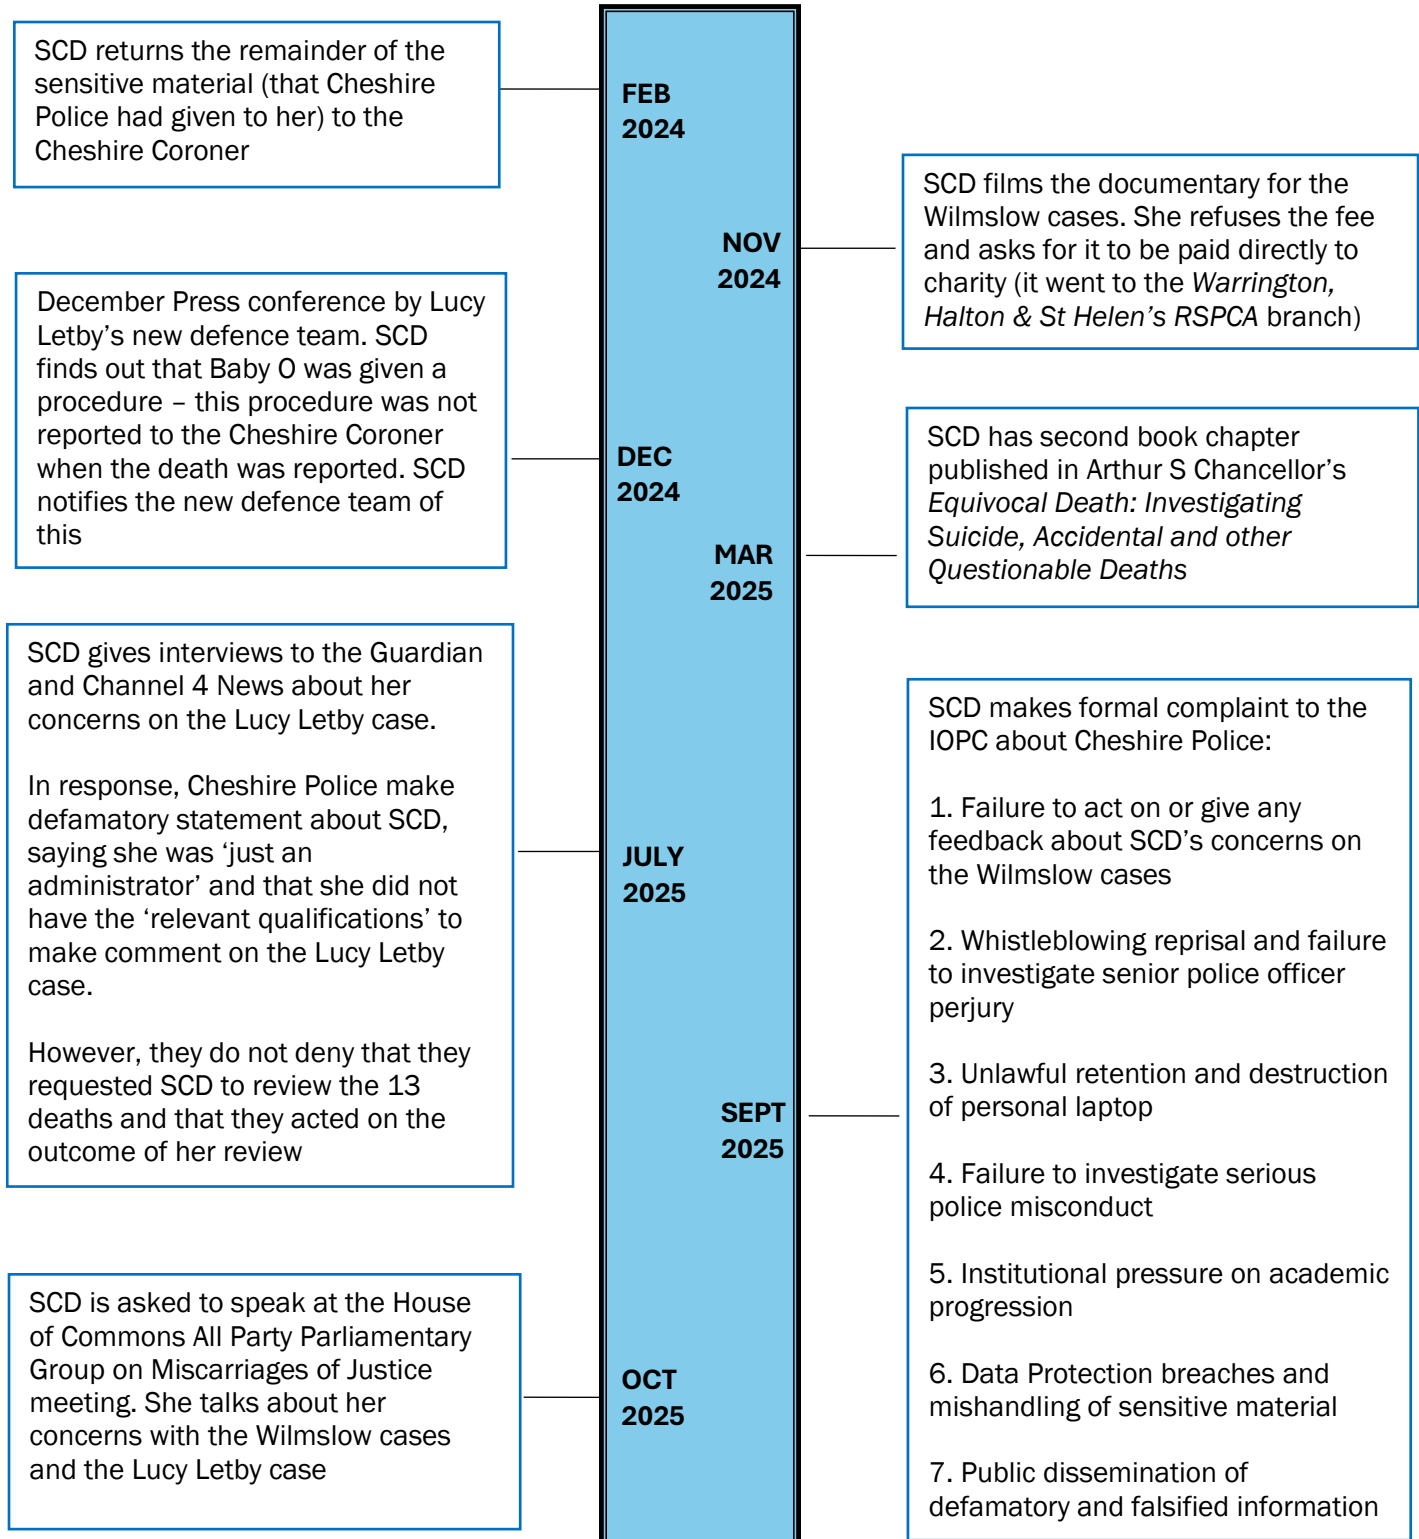 SCD returns the remainder of the
sensitive material (that Cheshire
Police had given to her) to the
Cheshire Coroner
FEB
2024
SCD films the documentary for the
Wilmslow cases. She refuses the fee
and asks for it to be paid directly to
charity (it went to the Warrington,
Halton & St Helen’s RSPCA branch)
NOV
2024
December Press conference by Lucy
Letby’s new defence team. SCD
finds out that Baby O was given a
procedure – this procedure was not
reported to the Cheshire Coroner
when the death was reported. SCD
notifies the new defence team of
this
DEC
2024
SCD has second book chapter
published in Arthur S Chancellor’s
Equivocal Death: Investigating
Suicide, Accidental and other
Questionable Deaths
MAR
2025
SCD gives interviews to the Guardian
and Channel 4 News about her
concerns on the Lucy Letby case.
In response, Cheshire Police make
defamatory statement about SCD,
saying she was ‘just an
administrator’ and that she did not
have the ‘relevant qualifications’ to
make comment on the Lucy Letby
case.
However, they do not deny that they
requested SCD to review the 13
deaths and that they acted on the
outcome of her review
JULY
2025
SCD makes formal complaint to the
IOPC about Cheshire Police:
1. Failure to act on or give any
feedback about SCD’s concerns on
the Wilmslow cases
2. Whistleblowing reprisal and failure
to investigate senior police officer
perjury
3. Unlawful retention and destruction
of personal laptop
4. Failure to investigate serious
police misconduct
5. Institutional pressure on academic
progression
6. Data Protection breaches and
mishandling of sensitive material
7. Public dissemination of
defamatory and falsified information
SEPT
2025
SCD is asked to speak at the House
of Commons All Party Parliamentary
Group on Miscarriages of Justice
meeting. She talks about her
concerns with the Wilmslow cases
and the Lucy Letby case
OCT
2025